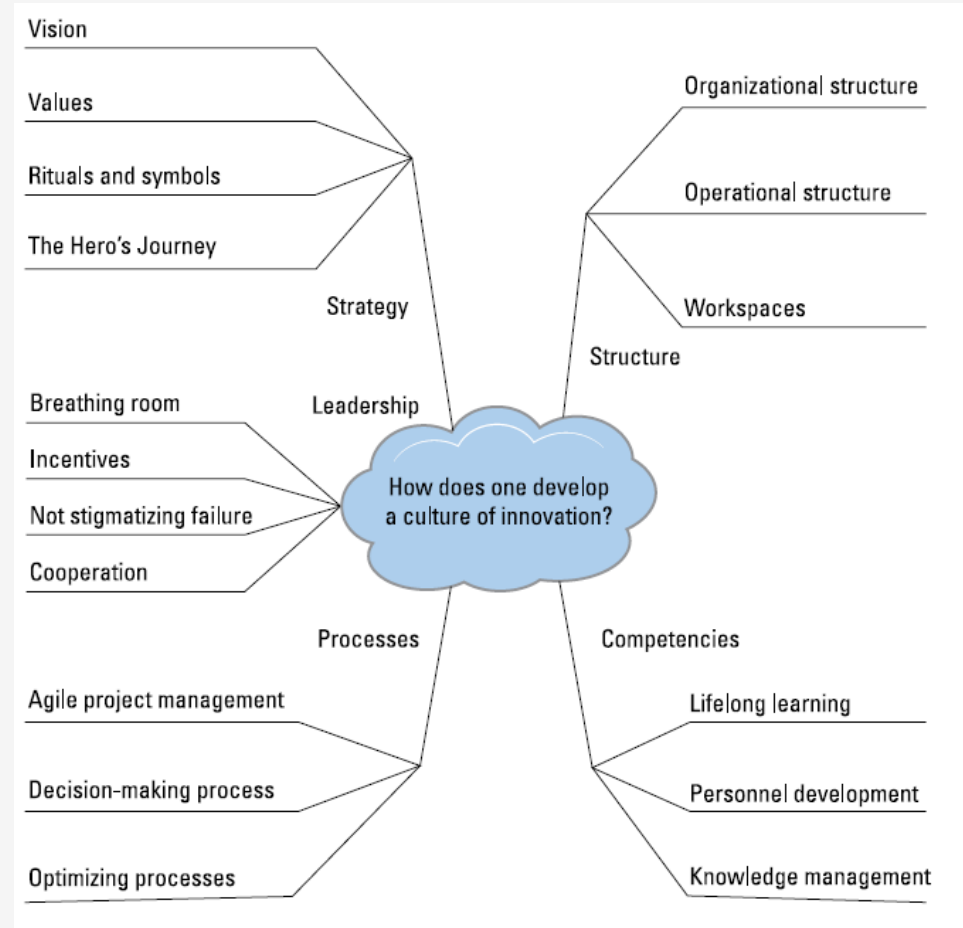 Vision
Values
Rituals and symbols
The Hero's Journey
Strategy
Organizational structure
Operational structure
Workspaces
Structure
Breathing room
Incentives
Not stigmatizing failure
Cooperation
Leadership
How does one develop
a culture of innovation?
Processes
Agile project management
Decision-making process
Optimizing processes
Competencies
Lifelong learning
Personnel development
Knowledge management